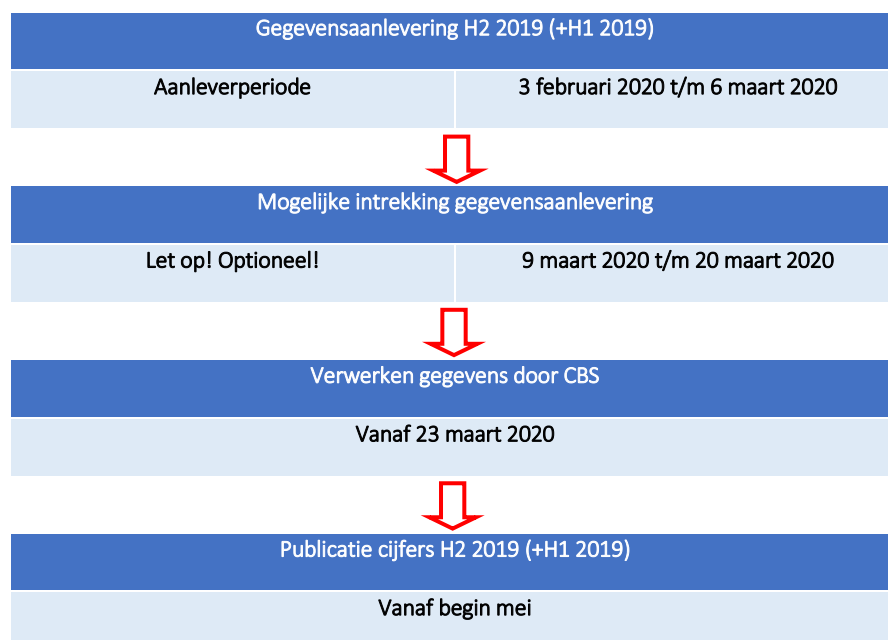 Gegevensaanlevering H2 2019 (+H1 2019)
Aanleverperiode
3 februari 2020 t/m 6 maart 2020
Mogelijke intrekking gegevensaanlevering
Let op! Optioneel!
9 maart 2020 t/m 20 maart 2020
Verwerken gegevens door CBS
Vanaf 23 maart 2020
Publicatie cijfers H2 2019 (+H1 2019)
Vanaf begin mei